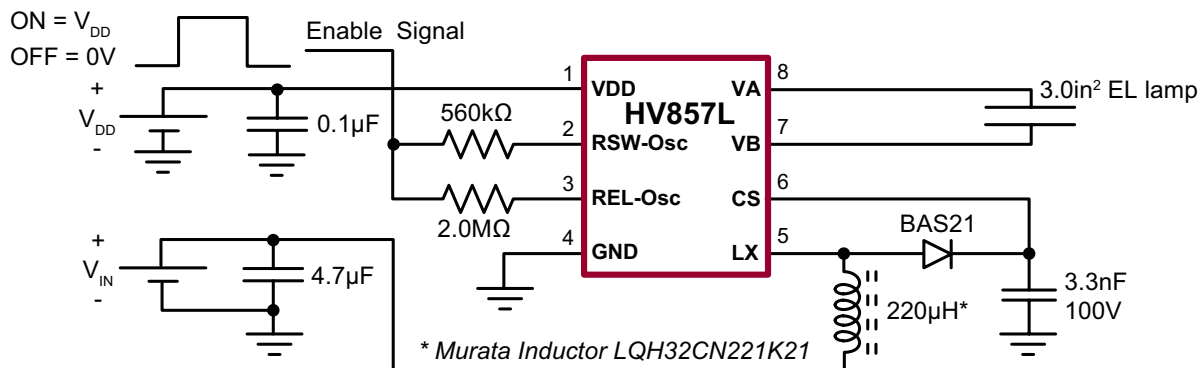 ON = VDD
OFF = 0V
Enable Signal
+
VDD
-
0.1µF
560kΩ
2.0MΩ
1
VDD
2
RSW-Osc
3
REL-Osc
4
GND
HV857L
8
VA
7
VB
6
CS
5
LX
3.0in² EL lamp
BAS21
+
VIN
-
4.7µF
220µH*
3.3nF
100V
* Murata Inductor LQH32CN221K21